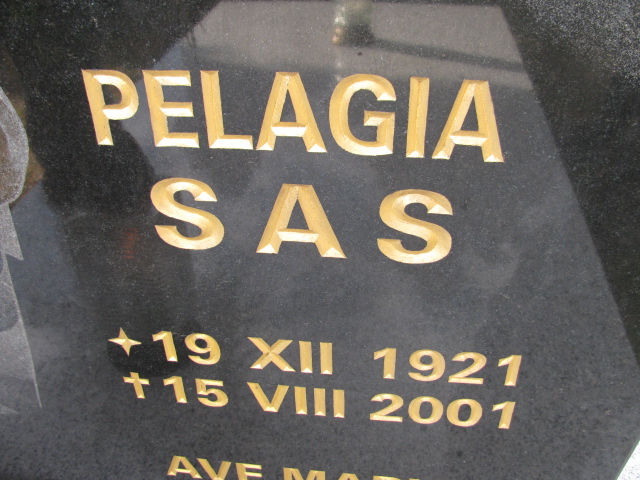 PELAGIA
SAS
✦19 XII 1921
✝15 VIII 2001
AVE